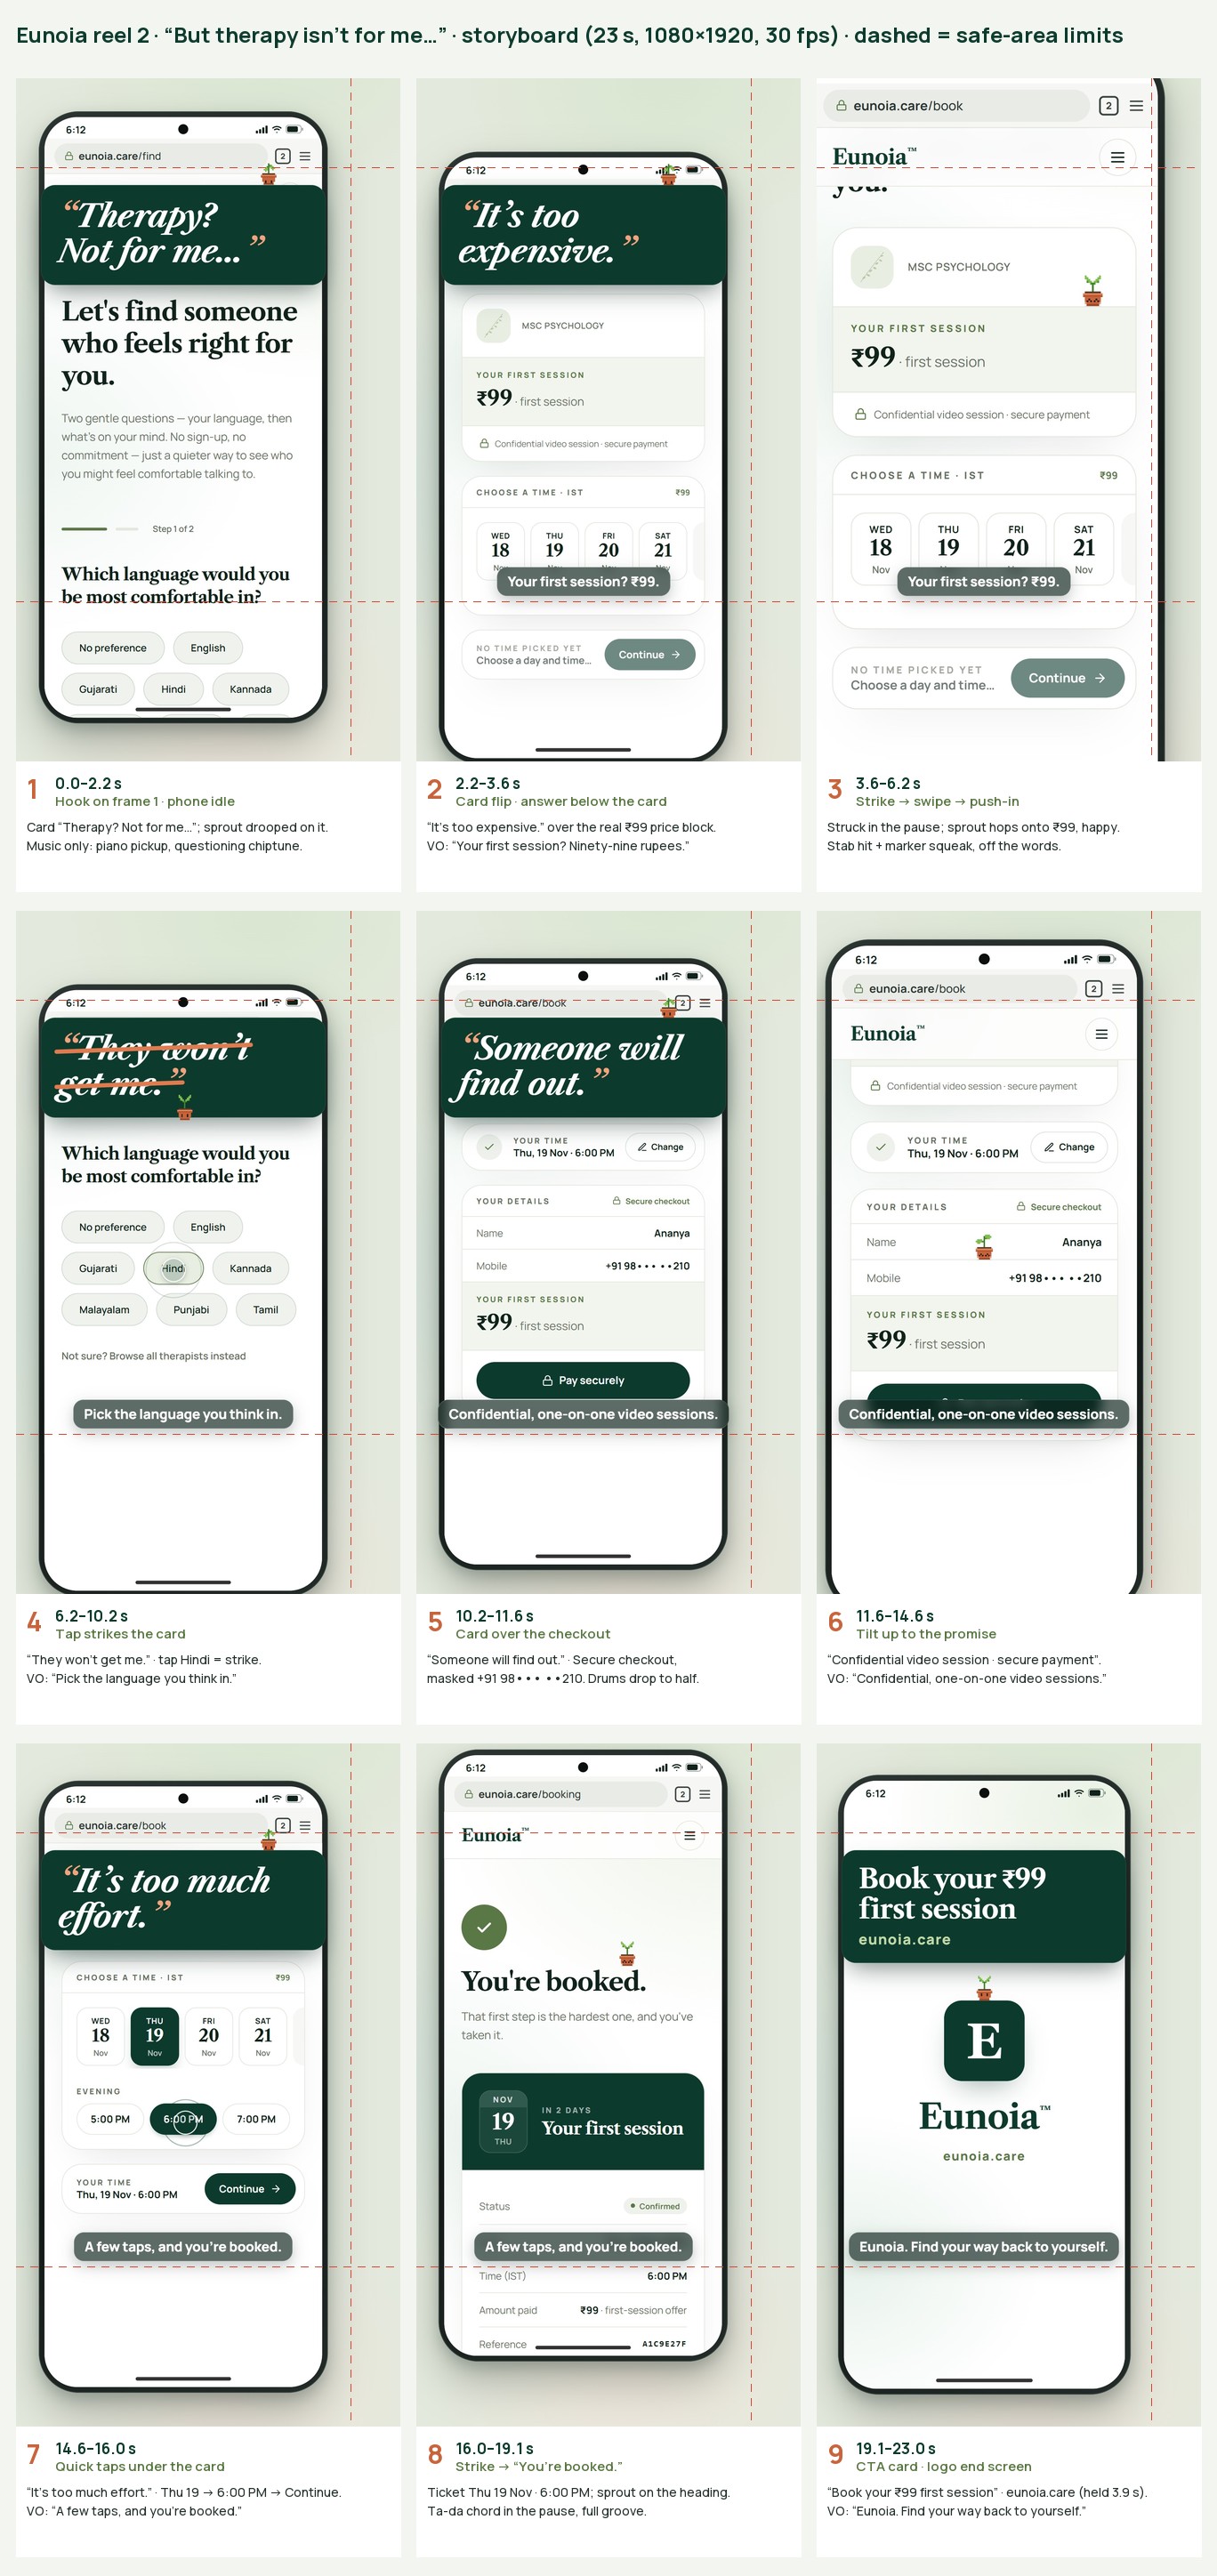 Eunoia reel 2 · “But therapy isn’t for me…” · storyboard (23 s, 1080×1920, 30 fps) · dashed = safe-area limits
6:12
eunoia.care/find
2
“Therapy?
Not for me… ”
Let's find someone
who feels right for
you.
Two gentle questions — your language, then
what's on your mind. No sign-up, no
commitment — just a quieter way to see who
you might feel comfortable talking to.
Step 1 of 2
Which language would you
be most comfortable in?
No preference
English
Gujarati
Hindi
Kannada
1
0.0–2.2 s
Hook on frame 1 · phone idle
Card “Therapy? Not for me…”; sprout drooped on it.
Music only: piano pickup, questioning chiptune.
6:12
“It’s too
expensive. ”
MSC PSYCHOLOGY
YOUR FIRST SESSION
₹99 · first session
Confidential video session · secure payment
CHOOSE A TIME · IST
₹99
WED
18
THU
19
FRI
20
SAT
21
Your first session? ₹99.
NO TIME PICKED YET
Choose a day and time…
Continue →
2
2.2–3.6 s
Card flip · answer below the card
“It’s too expensive.” over the real ₹99 price block.
VO: “Your first session? Ninety-nine rupees.”
eunoia.care/book
2
Eunoia™
you.
MSC PSYCHOLOGY
YOUR FIRST SESSION
₹99 · first session
Confidential video session · secure payment
CHOOSE A TIME · IST
₹99
WED
18
Nov
THU
19
FRI
20
SAT
21
Nov
Your first session? ₹99.
NO TIME PICKED YET
Choose a day and time…
Continue →
3
3.6–6.2 s
Strike → swipe → push-in
Struck in the pause; sprout hops onto ₹99, happy.
Stab hit + marker squeak, off the words.
6:12
“They won’t
get me. ”
Which language would you
be most comfortable in?
No preference
English
Gujarati
Hindi
Kannada
Malayalam
Punjabi
Tamil
Not sure? Browse all therapists instead
Pick the language you think in.
4
6.2–10.2 s
Tap strikes the card
“They won’t get me.” · tap Hindi = strike.
VO: “Pick the language you think in.”
6:12
eunoia.care/book
2
“Someone will
find out. ”
YOUR TIME
Thu, 19 Nov · 6:00 PM
Change
YOUR DETAILS
Secure checkout
Name
Ananya
Mobile
+91 98• • • • •210
YOUR FIRST SESSION
₹99 · first session
Pay securely
Confidential, one-on-one video sessions.
5
10.2–11.6 s
Card over the checkout
“Someone will find out.” · Secure checkout,
masked +91 98• • • • •210. Drums drop to half.
6:12
eunoia.care/book
2
Eunoia™
Confidential video session · secure payment
YOUR TIME
Thu, 19 Nov · 6:00 PM
Change
YOUR DETAILS
Secure checkout
Name
Ananya
Mobile
+91 98• • • • •210
YOUR FIRST SESSION
₹99 · first session
Confidential, one-on-one video sessions.
6
11.6–14.6 s
Tilt up to the promise
“Confidential video session · secure payment”.
VO: “Confidential, one-on-one video sessions.”
6:12
eunoia.care/book
2
“It’s too much
effort. ”
CHOOSE A TIME · IST
₹99
WED
18
Nov
THU
19
Nov
FRI
20
Nov
SAT
21
Nov
EVENING
5:00 PM
6:00 PM
7:00 PM
YOUR TIME
Thu, 19 Nov · 6:00 PM
Continue →
A few taps, and you’re booked.
7
14.6–16.0 s
Quick taps under the card
“It’s too much effort.” · Thu 19 → 6:00 PM → Continue.
VO: “A few taps, and you’re booked.”
6:12
eunoia.care/booking
2
Eunoia™
You're booked.
That first step is the hardest one, and you've
taken it.
NOV
19
THU
IN 2 DAYS
Your first session
Status
Confirmed
A few taps, and you’re booked.
Time (IST)
6:00 PM
Amount paid
₹99 · first-session offer
Reference
A1C9E27F
8
16.0–19.1 s
Strike → “You’re booked.”
Ticket Thu 19 Nov · 6:00 PM; sprout on the heading.
Ta-da chord in the pause, full groove.
6:12
Book your ₹99
first session
eunoia.care
E
Eunoia™
eunoia.care
Eunoia. Find your way back to yourself.
9
19.1–23.0 s
CTA card · logo end screen
“Book your ₹99 first session” · eunoia.care (held 3.9 s).
VO: “Eunoia. Find your way back to yourself.”